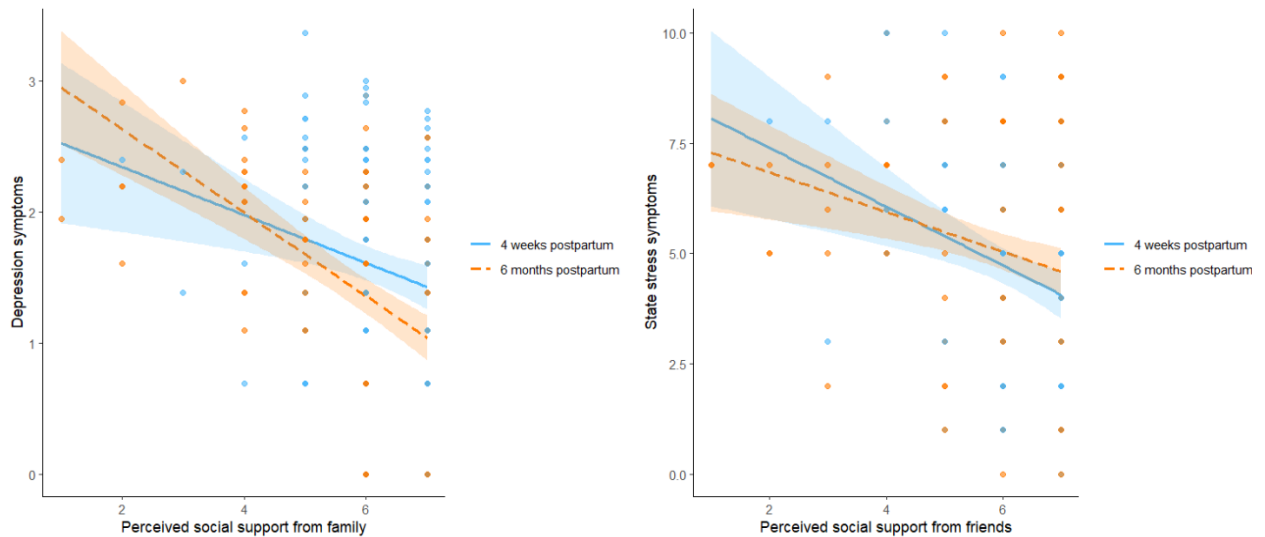 Depression symptoms
3
2
1
0
2
4
6
Perceived social support from family
4 weeks postpartum
6 months postpartum
State stress symptoms
10.0
7.5
5.0
2.5
0.0
2
4
6
Perceived social support from friends
4 weeks postpartum
6 months postpartum